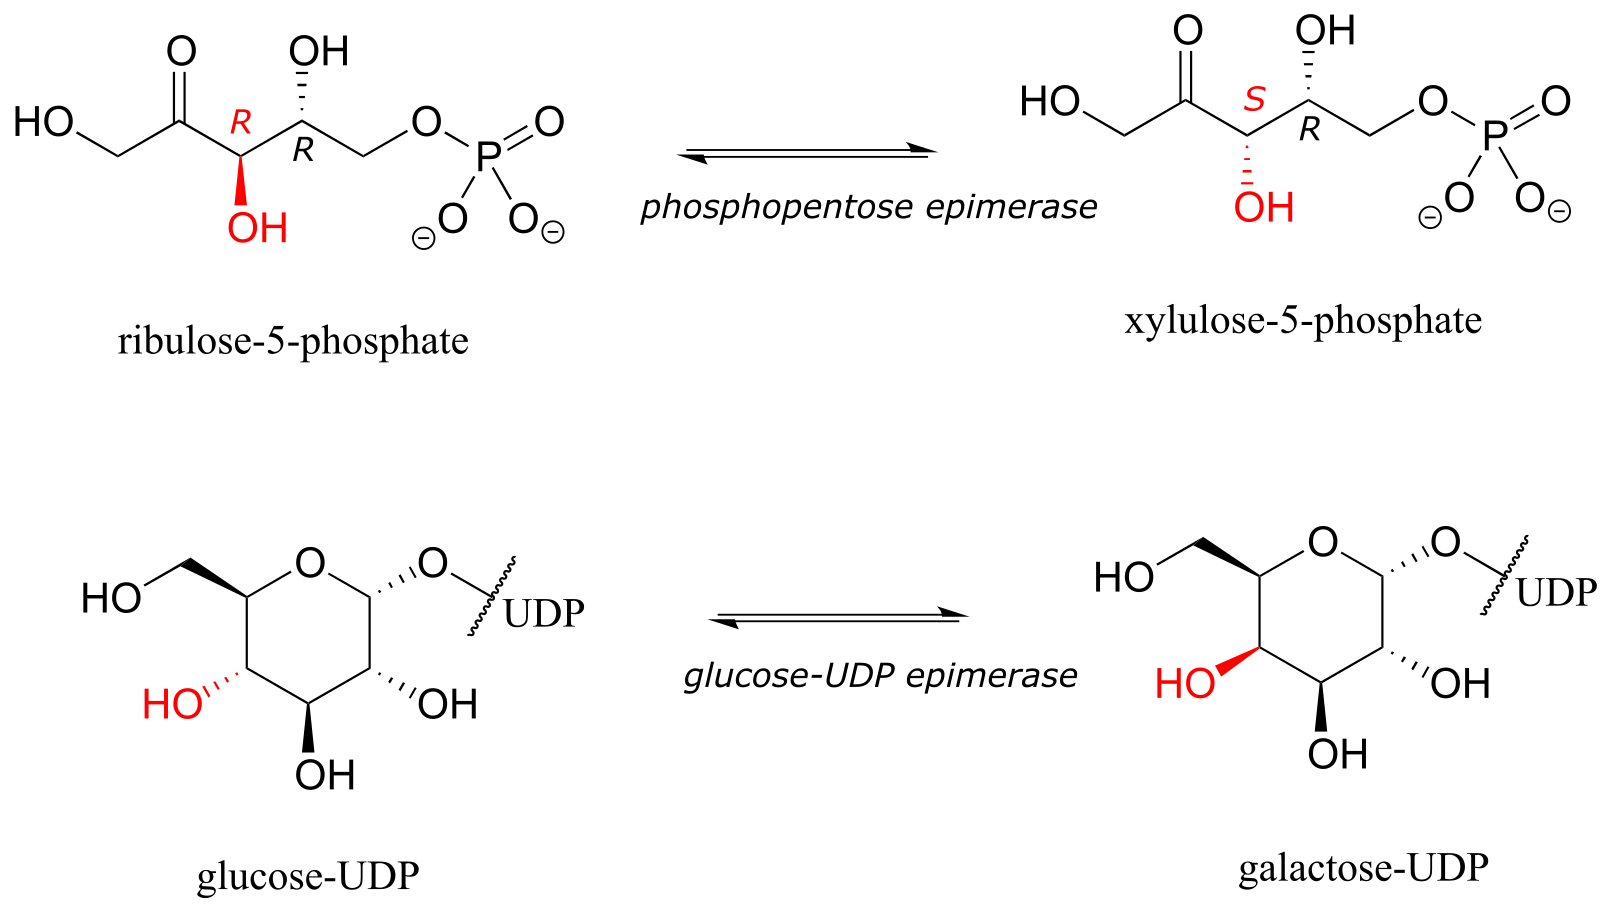 O OH
HO R R O P O
OH O⊖ O⊖
ribulose-5-phosphate
phosphopentose epimerase
O OH
HO S R O P O
OH O⊖ O⊖
xylulose-5-phosphate
HO O O UDP
HO OH
OH
glucose-UDP
glucose-UDP epimerase
HO O O UDP
HO OH
OH
galactose-UDP